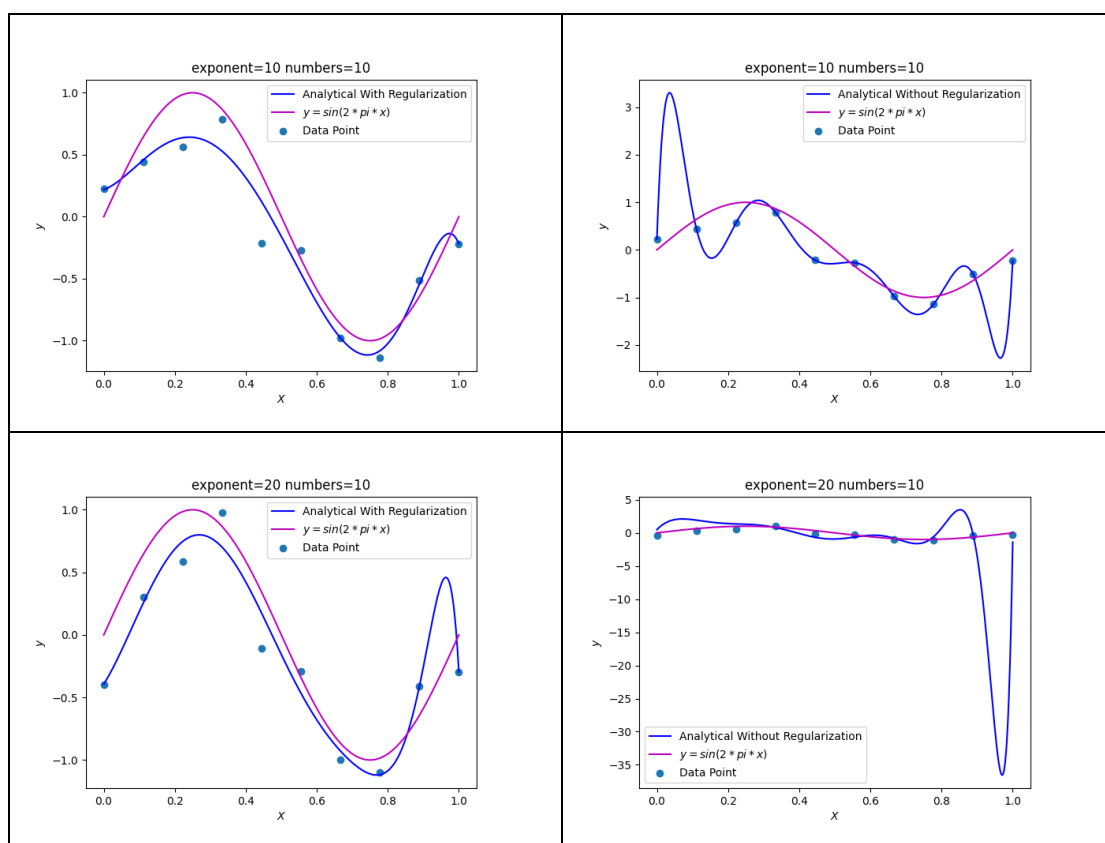 exponent=10 numbers=10
Analytical With Regularization
y = sin(2 * pi * x)
Data Point
1.0
0.5
0.0
−0.5
−1.0
y
0.0 0.2 0.4 0.6 0.8 1.0
X
exponent=10 numbers=10
Analytical Without Regularization
y = sin(2 * pi * x)
Data Point
3
2
1
0
−1
−2
y
0.0 0.2 0.4 0.6 0.8 1.0
X
exponent=20 numbers=10
Analytical With Regularization
y = sin(2 * pi * x)
Data Point
1.0
0.5
0.0
−0.5
−1.0
y
0.0 0.2 0.4 0.6 0.8 1.0
X
exponent=20 numbers=10
5
0
−5
−10
−15
−20
−25
−30
−35
y
Analytical Without Regularization
y = sin(2 * pi * x)
Data Point
0.0 0.2 0.4 0.6 0.8 1.0
X